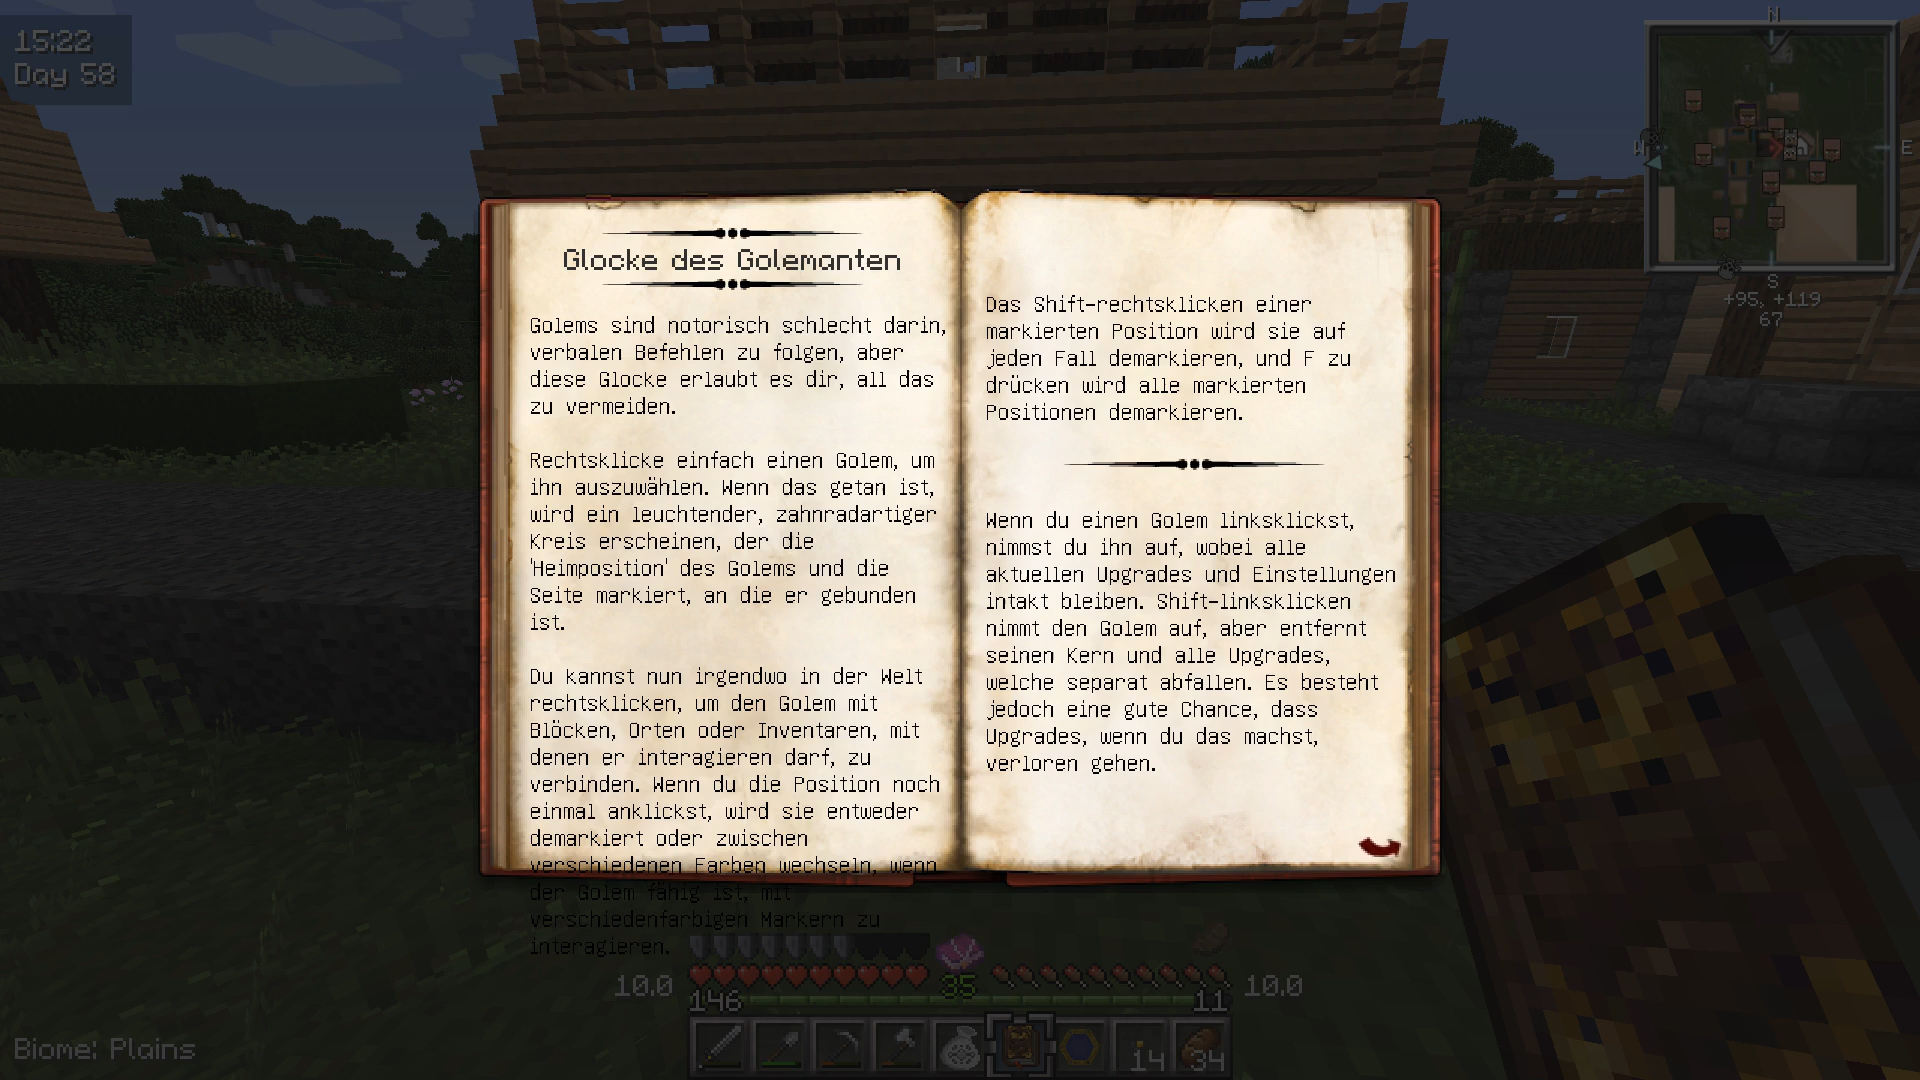 15:22
Day 58
N
W
E
S
+95, +119
67
Glocke des Golemanten
Golems sind notorisch schlecht darin,
verbalen Befehlen zu folgen, aber
diese Glocke erlaubt es dir, all das
zu vermeiden.
Rechtsklicke einfach einen Golem, um
ihn auszuwählen. Wenn das getan ist,
wird ein leuchtender, zahnradartiger
Kreis erscheinen, der die
'Heimposition' des Golems und die
Seite markiert, an die er gebunden
ist.
Du kannst nun irgendwo in der Welt
rechtsklicken, um den Golem mit
Blöcken, Orten oder Inventaren, mit
denen er interagieren darf, zu
verbinden. Wenn du die Position noch
einmal anklickst, wird sie entweder
demarkiert oder zwischen
verschiedenen Farben wechseln, wenn
der Golem fähig ist, mit
verschiedenfarbigen Markern zu
interagieren.
Das Shift-rechtsklicken einer
markierten Position wird sie auf
jeden Fall demarkieren, und F zu
drücken wird alle markierten
Positionen demarkieren.
Wenn du einen Golem linksklickst,
nimmst du ihn auf, wobei alle
aktuellen Upgrades und Einstellungen
intakt bleiben. Shift-linksklicken
nimmt den Golem auf, aber entfernt
seinen Kern und alle Upgrades,
welche separat abfallen. Es besteht
jedoch eine gute Chance, dass
Upgrades, wenn du das machst,
verloren gehen.
10.0
146
35
11
10.0
14
34
Biome: Plains